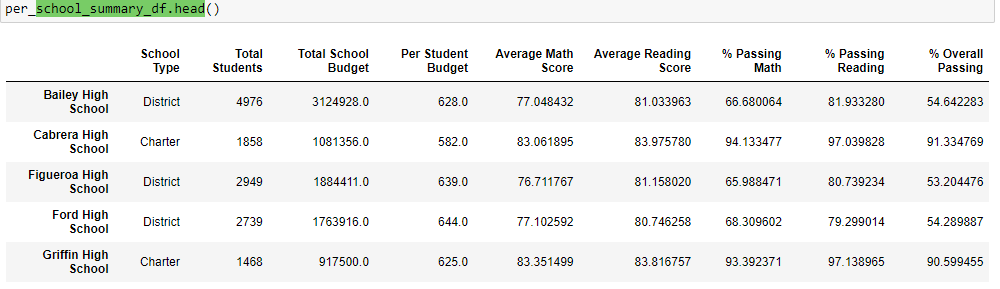 per_school_summary_df.head()
School Type Total Students Total School Budget Per Student Budget Average Math Score Average Reading Score % Passing Math % Passing Reading % Overall Passing
Bailey High School District 4976 3124928.0 628.0 77.048432 81.033963 66.680064 81.933280 54.642283
Cabrera High School Charter 1858 1081356.0 582.0 83.061895 83.975780 94.133477 97.039828 91.334769
Figueroa High School District 2949 1884411.0 639.0 76.711767 81.158020 65.988471 80.739234 53.204476
Ford High School District 2739 1763916.0 644.0 77.102592 80.746258 68.309602 79.299014 54.289887
Griffin High School Charter 1468 917500.0 625.0 83.351499 83.816757 93.392371 97.138965 90.599455